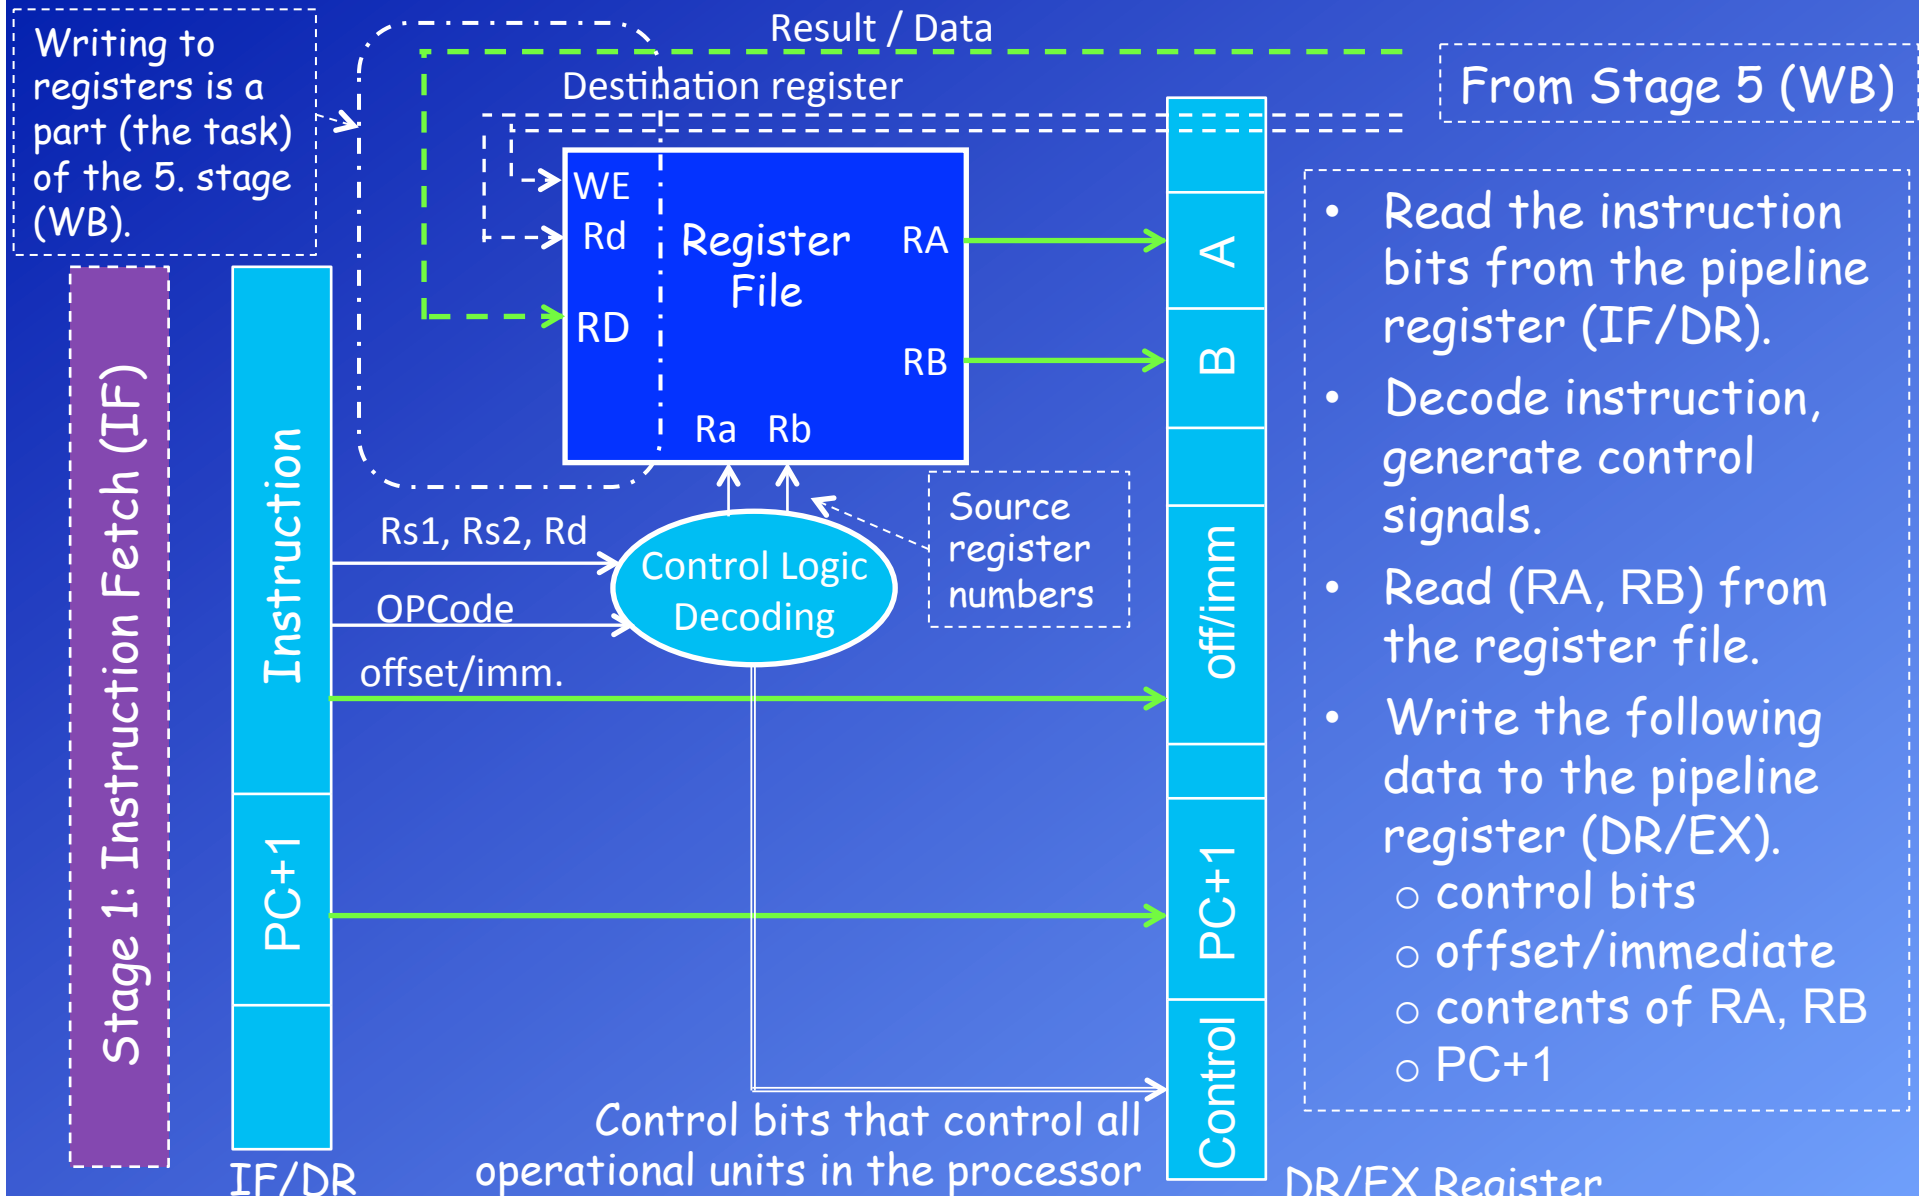 Writing to
registers is a
part (the task)
of the 5. stage
(WB).
Result / Data
Destination register
From Stage 5 (WB)
WE
Rd
RD
Register
File
RA
RB
Ra Rb
A
B
off/imm
PC+1
Control
Stage 1: Instruction Fetch (IF)
Instruction
PC+1
Rs1, Rs2, Rd
OPCode
offset/imm.
Control Logic
Decoding
Source
register
numbers
• Read the instruction
bits from the pipeline
register (IF/DR).
• Decode instruction,
generate control
signals.
• Read (RA, RB) from
the register file.
• Write the following
data to the pipeline
register (DR/EX).
o control bits
o offset/immediate
o contents of RA, RB
o PC+1
Control bits that control all
operational units in the processor
IF/DR
DR/EX Register